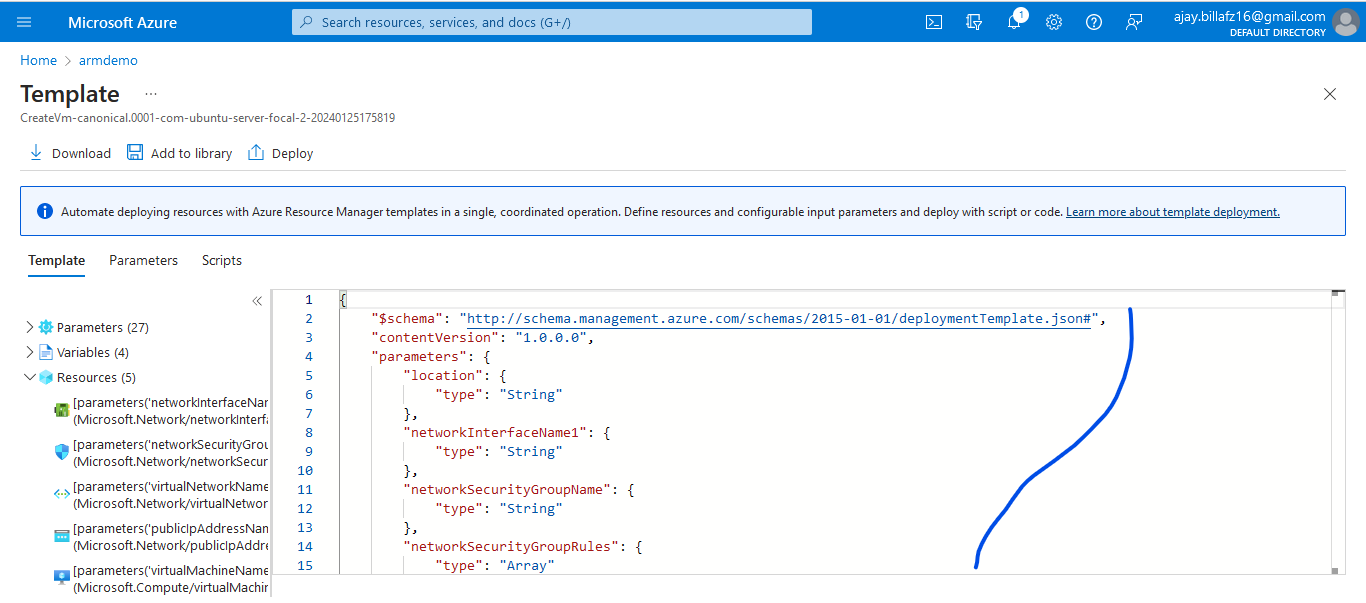 Microsoft Azure
Search resources, services, and docs (G+/)
1
ajay.billafz16@gmail.com
DEFAULT DIRECTORY
Home > armdemo
Template ...
CreateVm-canonical.0001-com-ubuntu-server-focal-2-20240125175819
Download Add to library Deploy
Automate deploying resources with Azure Resource Manager templates in a single, coordinated operation. Define resources and configurable input parameters and deploy with script or code. Learn more about template deployment.
Template Parameters Scripts
«
Parameters (27)
Variables (4)
Resources (5)
[parameters('networkInterfaceNar
(Microsoft.Network/networkInterfa
[parameters('networkSecurityGrou
(Microsoft.Network/networkSecur
[parameters('virtualNetworkName
(Microsoft.Network/virtualNetwor
[parameters('publicIpAddressNam
(Microsoft.Network/publicIpAddre
[parameters('virtualMachineName
(Microsoft.Compute/virtualMachin
1 {
2 "$schema": "http://schema.management.azure.com/schemas/2015-01-01/deploymentTemplate.json#",
3 "contentVersion": "1.0.0.0",
4 "parameters": {
5 "location": {
6 "type": "String"
7 },
8 "networkInterfaceName1": {
9 "type": "String"
10 },
11 "networkSecurityGroupName": {
12 "type": "String"
13 },
14 "networkSecurityGroupRules": {
15 "type": "Array"